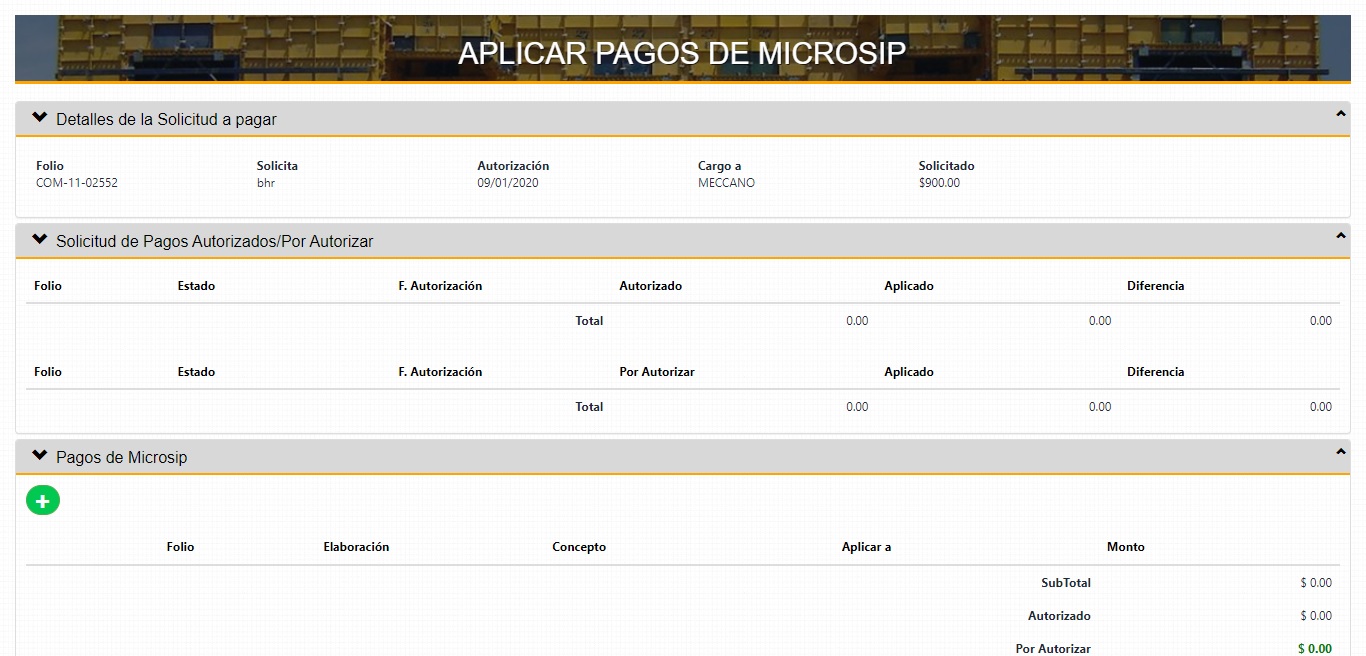 APLICAR PAGOS DE MICROSIP
Detalles de la Solicitud a pagar
Folio Solicita Autorización Cargo a Solicitado
COM-11-02552 bhr 09/01/2020 MECCANO $900.00
Solicitud de Pagos Autorizados/Por Autorizar
Folio Estado F. Autorización Autorizado Aplicado Diferencia
Total 0.00 0.00 0.00
Folio Estado F. Autorización Por Autorizar Aplicado Diferencia
Total 0.00 0.00 0.00
Pagos de Microsip
Folio Elaboración Concepto Aplicar a Monto
SubTotal $ 0.00
Autorizado $ 0.00
Por Autorizar $ 0.00